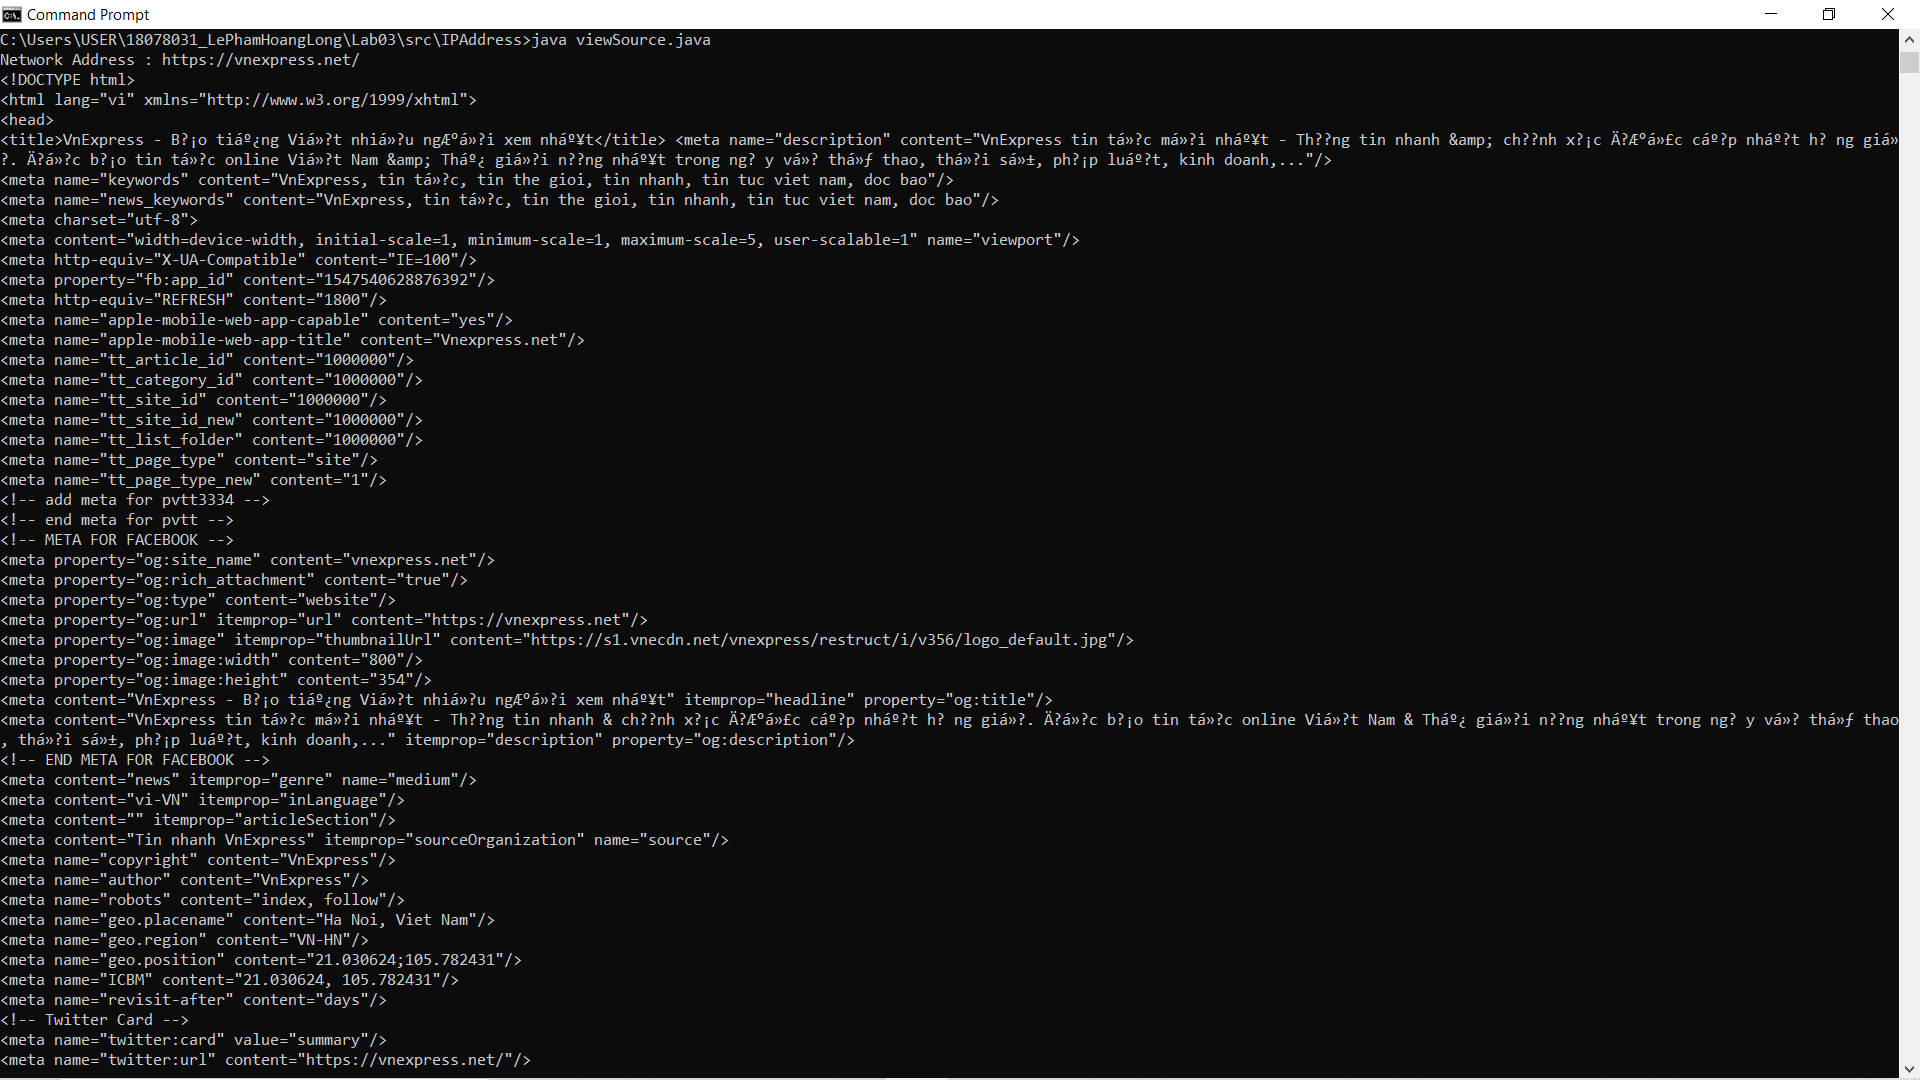 Command Prompt
C:\Users\USER\18078031_LePhamHoangLong\Lab03\src\IPAddress>java viewSource.java
Network Address : https://vnexpress.net/
<!DOCTYPE html>
<html lang="vi" xmlns="http://www.w3.org/1999/xhtml">
<head>
<title>VnExpress - B?¡o tiáº¿ng Viá»?t nhiá»?u ngÆ°á»?i xem nháº¥t</title> <meta name="description" content="VnExpress tin tá»?c má»?i nháº¥t - Th??ng tin nhanh &amp; ch??nh x?¡c Ä?Æ°á»£c cáº?p nháº?t h? ng giá»
?. Ä?á»?c b?¡o tin tá»?c online Viá»?t Nam &amp; Tháº¿ giá»?i n??ng nháº¥t trong ng? y vá»? thá»ƒ thao, thá»?i sá»±, ph?¡p luáº?t, kinh doanh,..."/>
<meta name="keywords" content="VnExpress, tin tá»?c, tin the gioi, tin nhanh, tin tuc viet nam, doc bao"/>
<meta name="news_keywords" content="VnExpress, tin tá»?c, tin the gioi, tin nhanh, tin tuc viet nam, doc bao"/>
<meta charset="utf-8">
<meta content="width=device-width, initial-scale=1, minimum-scale=1, maximum-scale=5, user-scalable=1" name="viewport"/>
<meta http-equiv="X-UA-Compatible" content="IE=100"/>
<meta property="fb:app_id" content="1547540628876392"/>
<meta http-equiv="REFRESH" content="1800"/>
<meta name="apple-mobile-web-app-capable" content="yes"/>
<meta name="apple-mobile-web-app-title" content="Vnexpress.net"/>
<meta name="tt_article_id" content="1000000"/>
<meta name="tt_category_id" content="1000000"/>
<meta name="tt_site_id" content="1000000"/>
<meta name="tt_site_id_new" content="1000000"/>
<meta name="tt_list_folder" content="1000000"/>
<meta name="tt_page_type" content="site"/>
<meta name="tt_page_type_new" content="1"/>
<!-- add meta for pvtt3334 -->
<!-- end meta for pvtt -->
<!-- META FOR FACEBOOK -->
<meta property="og:site_name" content="vnexpress.net"/>
<meta property="og:rich_attachment" content="true"/>
<meta property="og:type" content="website"/>
<meta property="og:url" itemprop="url" content="https://vnexpress.net"/>
<meta property="og:image" itemprop="thumbnailUrl" content="https://s1.vnecdn.net/vnexpress/restruct/i/v356/logo_default.jpg"/>
<meta property="og:image:width" content="800"/>
<meta property="og:image:height" content="354"/>
<meta content="VnExpress - B?¡o tiáº¿ng Viá»?t nhiá»?u ngÆ°á»?i xem nháº¥t" itemprop="headline" property="og:title"/>
<meta content="VnExpress tin tá»?c má»?i nháº¥t - Th??ng tin nhanh & ch??nh x?¡c Ä?Æ°á»£c cáº?p nháº?t h? ng giá»?. Ä?á»?c b?¡o tin tá»?c online Viá»?t Nam & Tháº¿ giá»?i n??ng nháº¥t trong ng? y vá»? thá»ƒ thao
, thá»?i sá»±, ph?¡p luáº?t, kinh doanh,..." itemprop="description" property="og:description"/>
<!-- END META FOR FACEBOOK -->
<meta content="news" itemprop="genre" name="medium"/>
<meta content="vi-VN" itemprop="inLanguage"/>
<meta content="" itemprop="articleSection"/>
<meta content="Tin nhanh VnExpress" itemprop="sourceOrganization" name="source"/>
<meta name="copyright" content="VnExpress"/>
<meta name="author" content="VnExpress"/>
<meta name="robots" content="index, follow"/>
<meta name="geo.placename" content="Ha Noi, Viet Nam"/>
<meta name="geo.region" content="VN-HN"/>
<meta name="geo.position" content="21.030624;105.782431"/>
<meta name="ICBM" content="21.030624, 105.782431"/>
<meta name="revisit-after" content="days"/>
<!-- Twitter Card -->
<meta name="twitter:card" value="summary"/>
<meta name="twitter:url" content="https://vnexpress.net/"/>